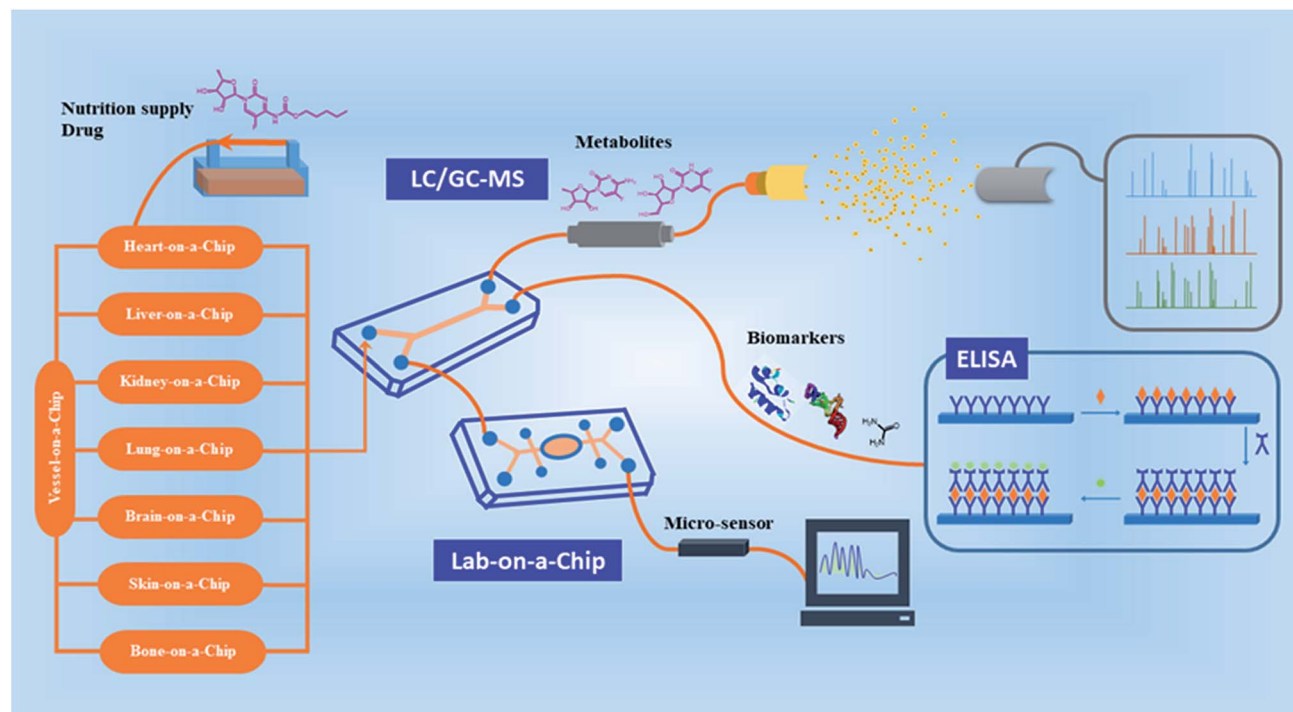 Nutrition supply
Drug
Heart-on-a-Chip
Liver-on-a-Chip
Kidney-on-a-Chip
Lung-on-a-Chip
Brain-on-a-Chip
Skin-on-a-Chip
Bone-on-a-Chip
Vessel-on-a-Chip
LC/GC-MS
Metabolites
Biomarkers
H₂N
O
H₂N
ELISA
Micro-sensor
Lab-on-a-Chip